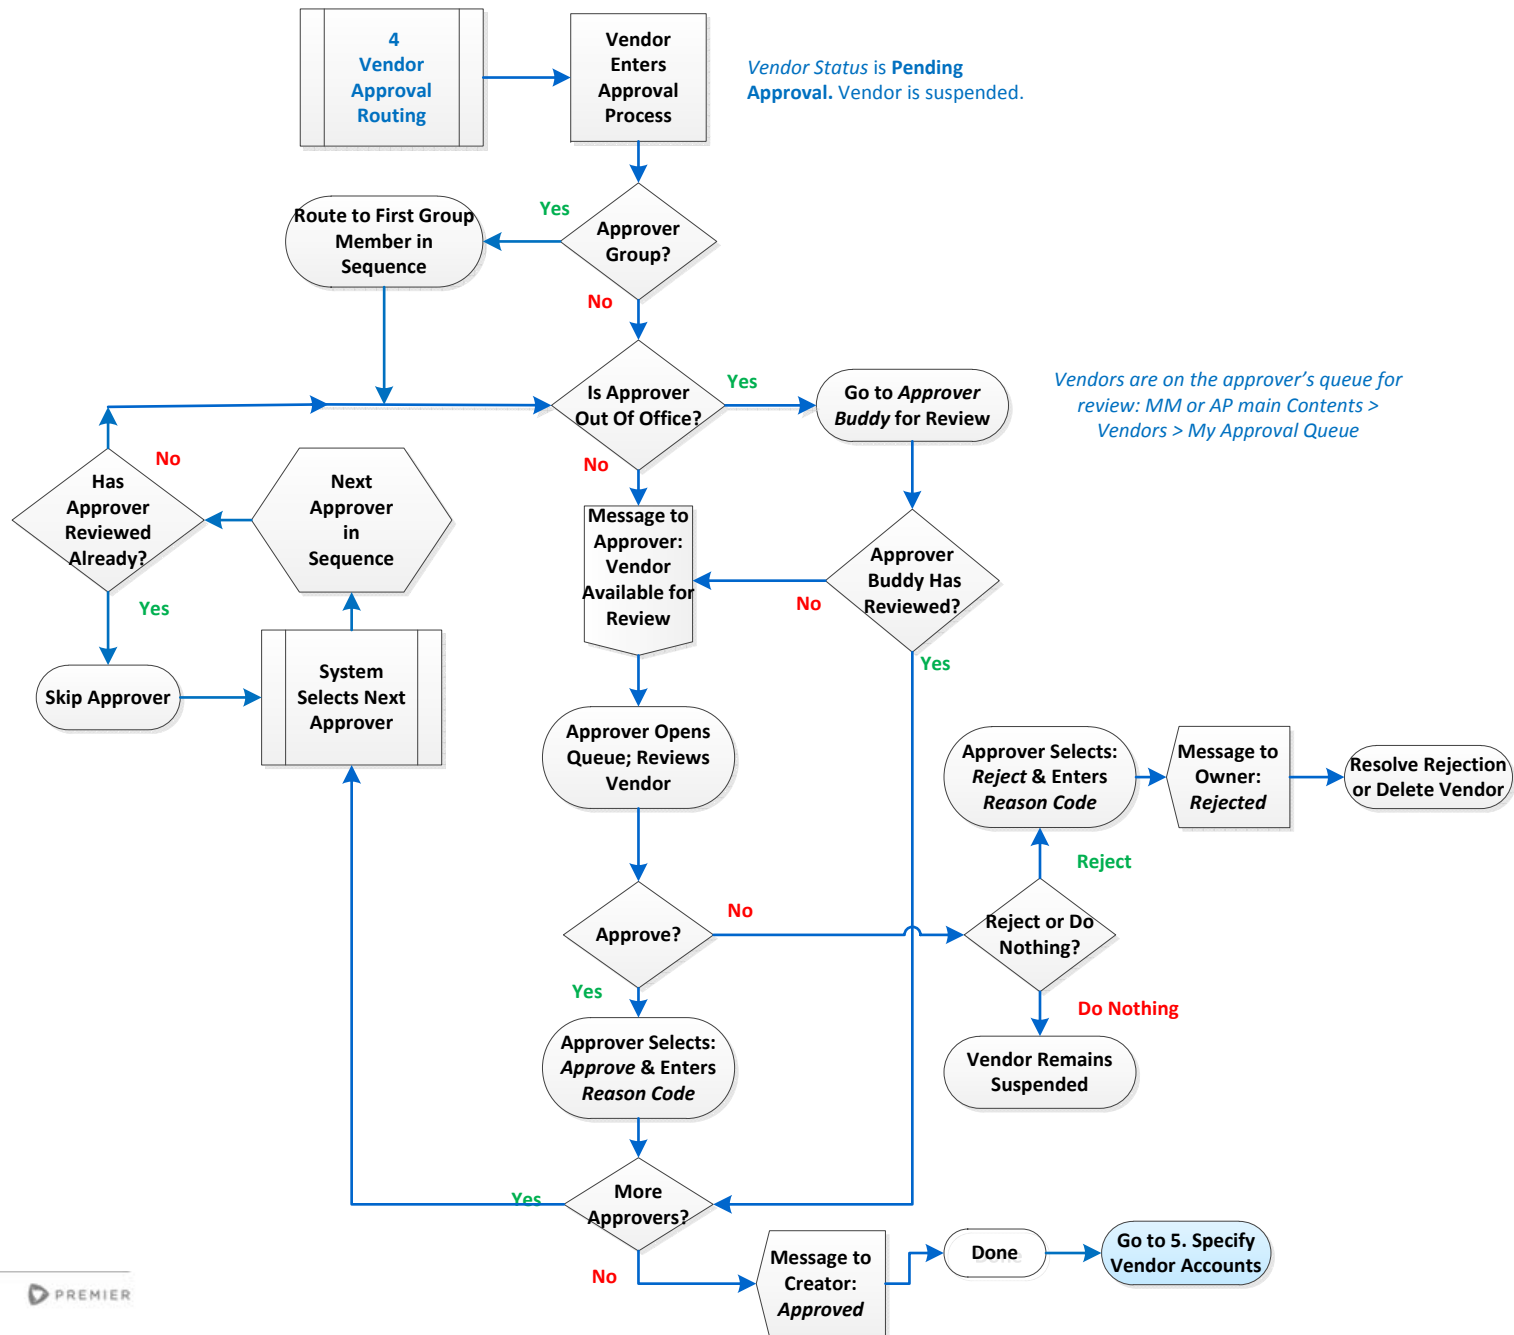 4
Vendor
Approval
Routing
Vendor
Enters
Approval
Process
Vendor Status is Pending
Approval. Vendor is suspended.
Yes
Route to First Group
Member in
Sequence
Approver
Group?
No
Is Approver
Out Of Office?
Yes
Go to Approver
Buddy for Review
Vendors are on the approver's queue for
review: MM or AP main Contents >
Vendors > My Approval Queue
No
Has
Approver
Reviewed
Already?
Next
Approver
in
Sequence
No
Message to
Approver:
Vendor
Available for
Review
Approver
Buddy Has
Reviewed?
No
Yes
Yes
Skip Approver
System
Selects Next
Approver
Approver Opens
Queue; Reviews
Vendor
Approver Selects:
Reject & Enters
Reason Code
Message to
Owner:
Rejected
Resolve Rejection
or Delete Vendor
Reject
Approve?
No
Reject or Do
Nothing?
Yes
Do Nothing
Approver Selects:
Approve & Enters
Reason Code
Vendor Remains
Suspended
Yes
More
Approvers?
No
Message to
Creator:
Approved
Done
Go to 5. Specify
Vendor Accounts
PREMIER